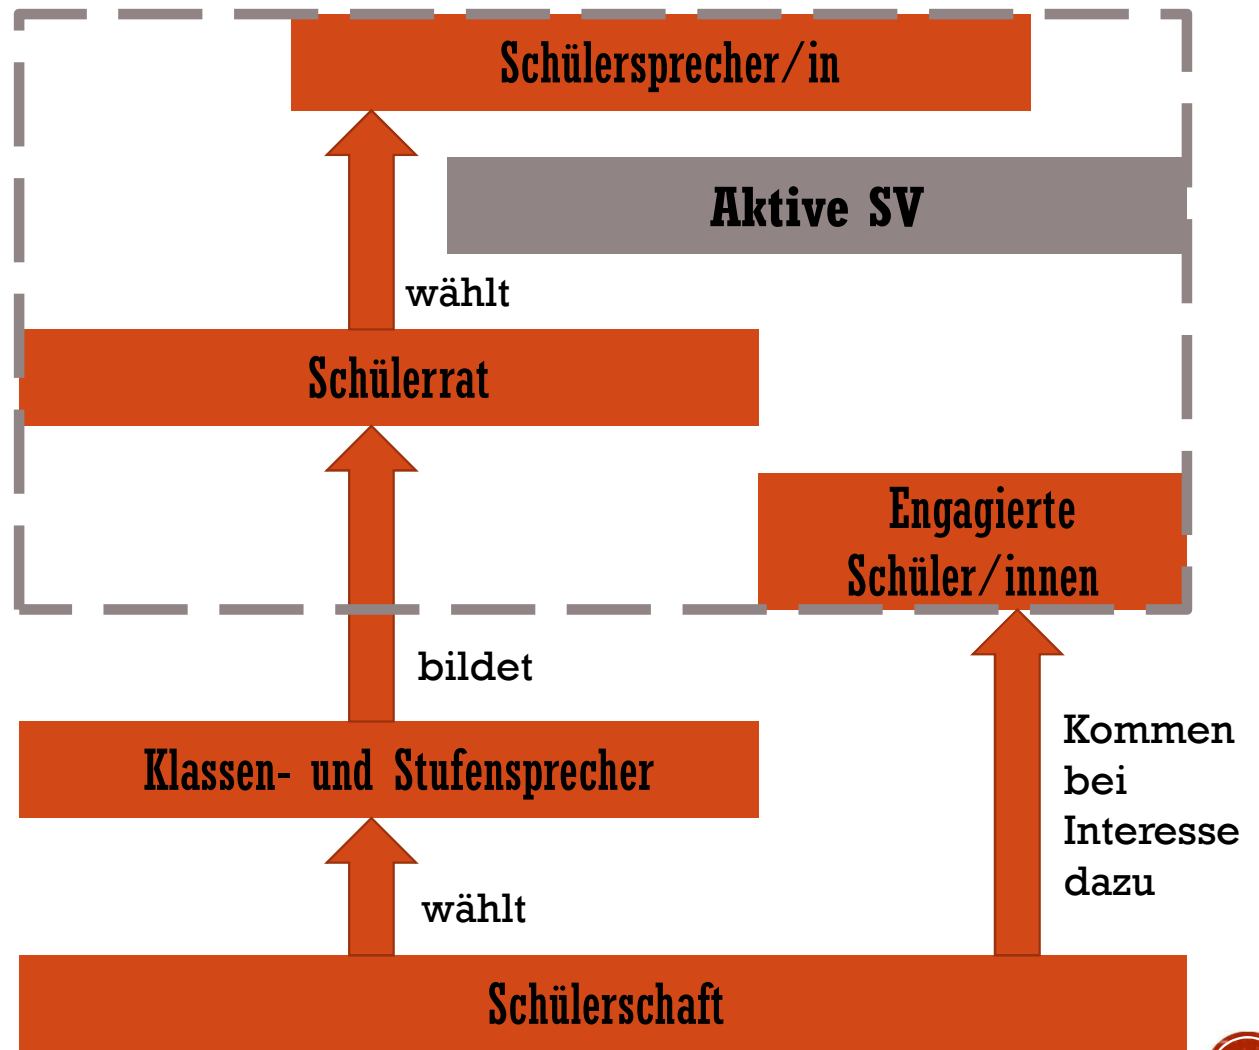 Schülersprecher/in
Aktive SV
wählt
Schülerrat
Engagierte
Schüler/innen
bildet
Klassen- und Stufensprecher
Kommen
bei
Interesse
dazu
wählt
Schülerschaft